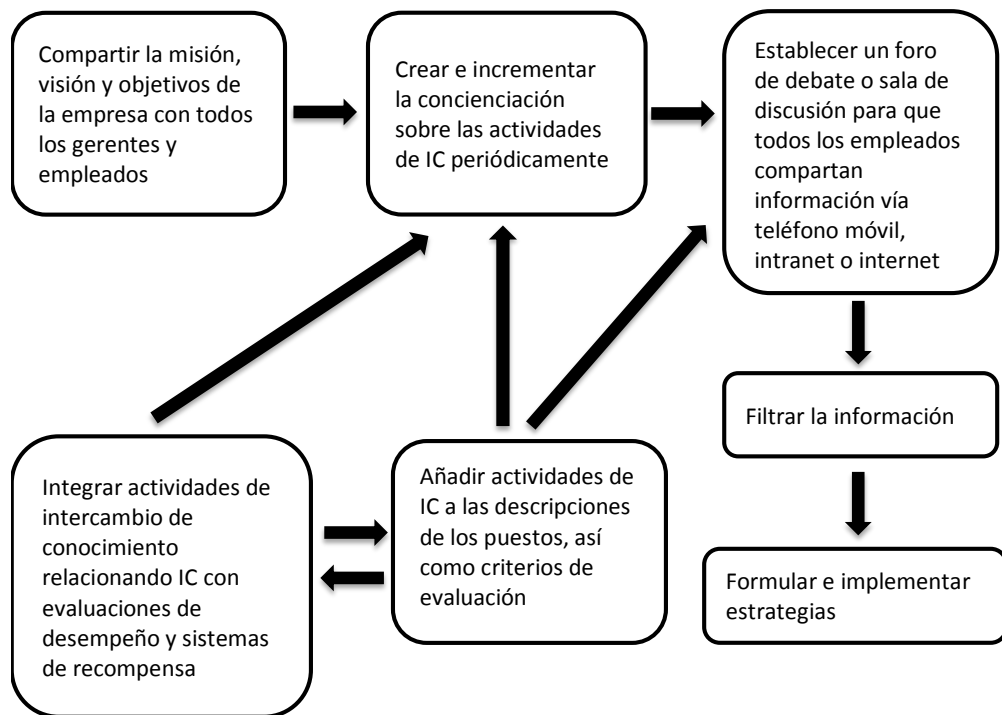 Compartir la misión,
visión y objetivos de
la empresa con todos
los gerentes y
empleados
Crear e incrementar
la concienciación
sobre las actividades
de IC periódicamente
Establecer un foro
de debate o sala de
discusión para que
todos los empleados
compartan
información vía
teléfono móvil,
intranet o internet
Filtrar la información
Formular e implementar
estrategias
Integrar actividades de
intercambio de
conocimiento
relacionando IC con
evaluaciones de
desempeño y sistemas
de recompensa
Añadir actividades de
IC a las descripciones
de los puestos, así
como criterios de
evaluación